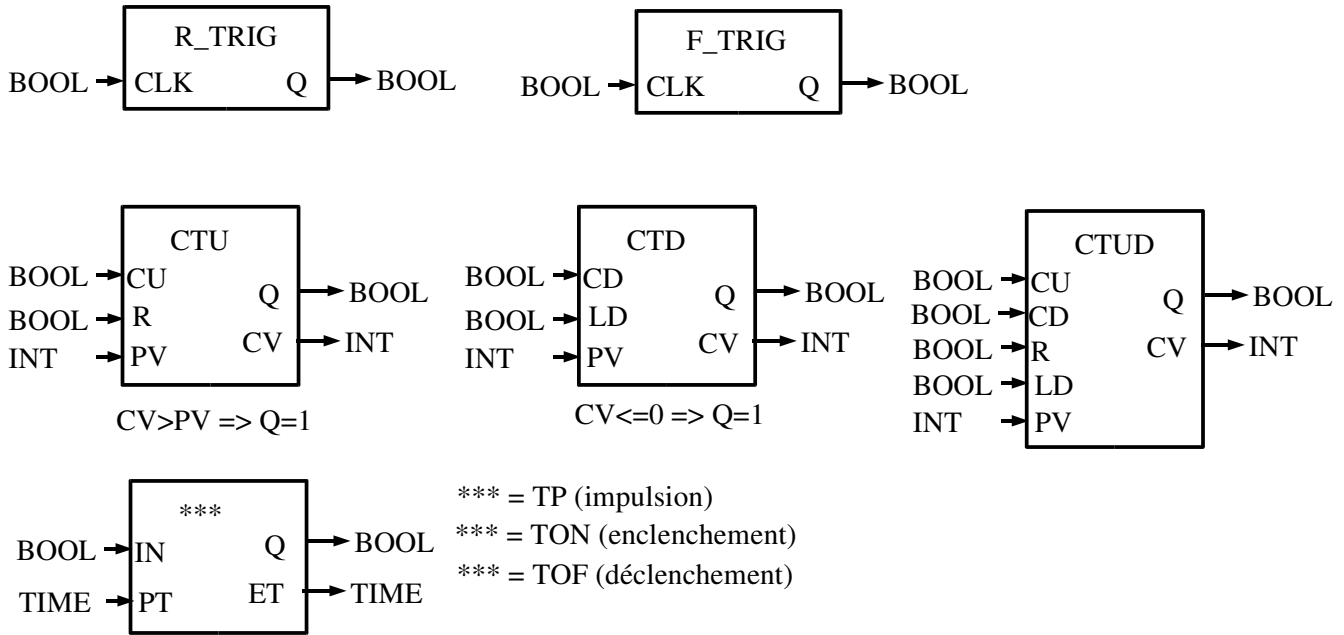 R_TRIG
BOOL CLK Q BOOL
F_TRIG
BOOL CLK Q BOOL
CTU
BOOL CU Q BOOL
BOOL R CV INT
INT PV
CV>PV => Q=1
CTD
BOOL CD Q BOOL
BOOL LD CV INT
INT PV
CV<=0 => Q=1
CTUD
BOOL CU Q BOOL
BOOL CD CV INT
BOOL R
BOOL LD
INT PV
***
BOOL IN Q BOOL
TIME PT ET TIME
*** = TP (impulsion)
*** = TON (enclenchement)
*** = TOF (déclenchement)